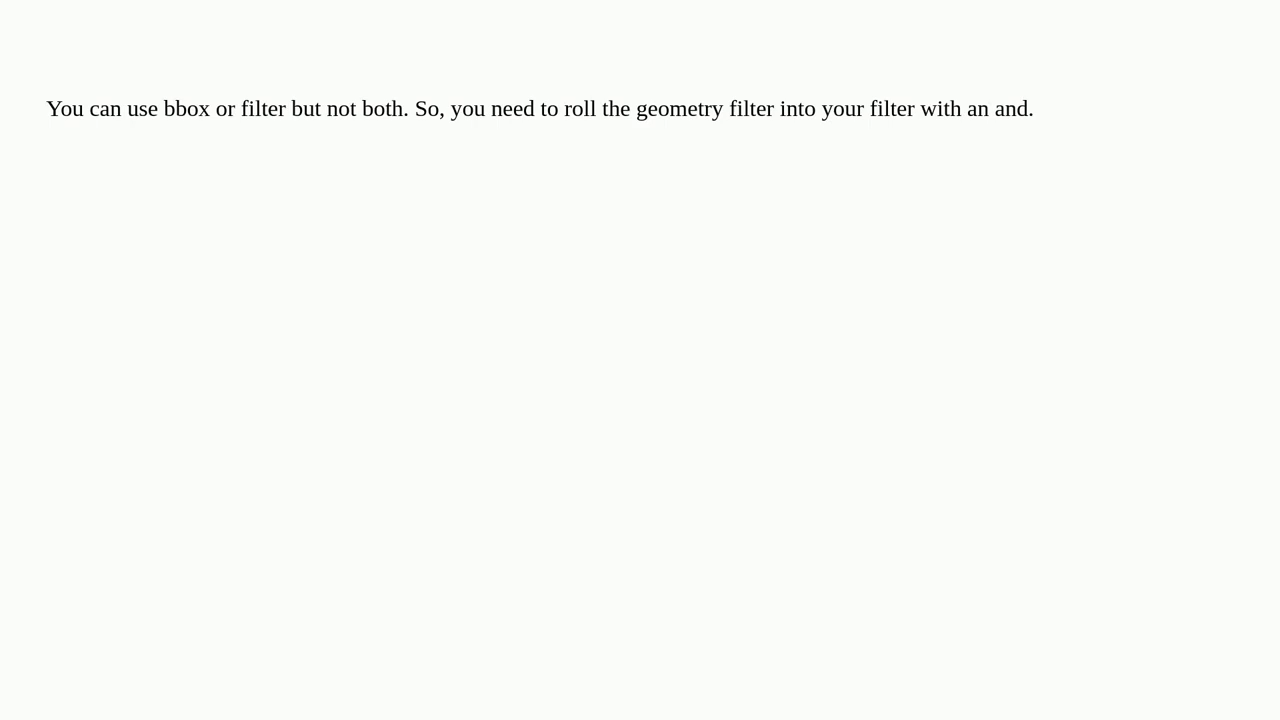 You can use bbox or filter but not both. So, you need to roll the geometry filter into your filter with an and.